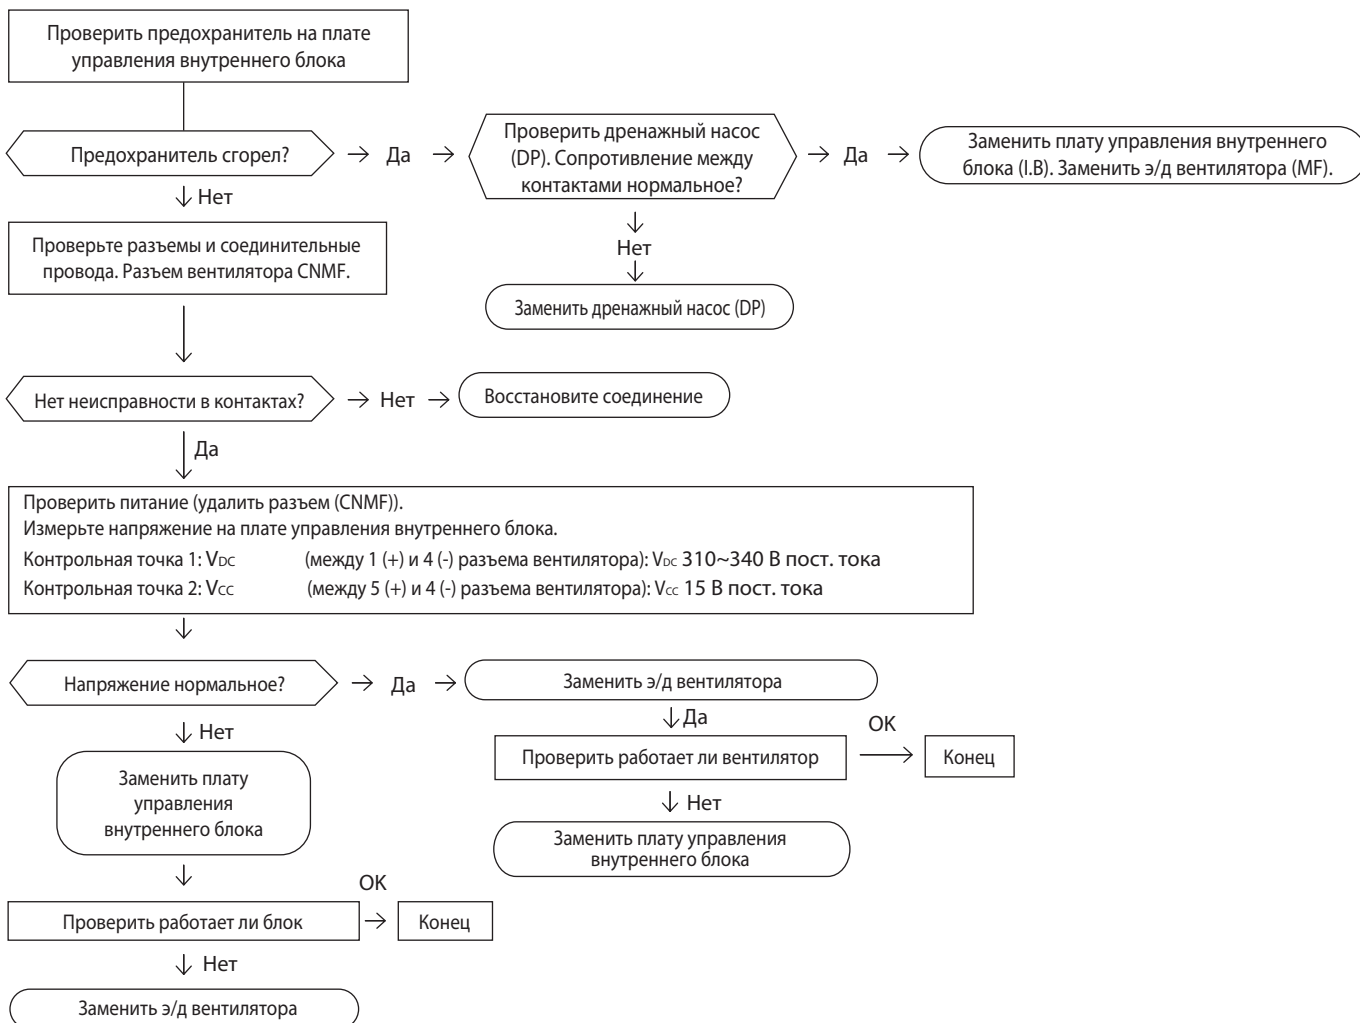 Проверить предохранитель на плате
управления внутреннего блока
Предохранитель сгорел?
Да
Проверить дренажный насос
(DP). Сопротивление между
контактами нормальное?
Да
Заменить плату управления внутреннего
блока (I.B). Заменить э/д вентилятора (MF).
Нет
Нет
Заменить дренажный насос (DP)
Проверьте разъемы и соединительные
провода. Разъем вентилятора CNMF.
Нет неисправности в контактах?
Нет
Восстановите соединение
Да
Проверить питание (удалить разъем (CNMF)).
Измерьте напряжение на плате управления внутреннего блока.
Контрольная точка 1: VDC (между 1 (+) и 4 (-) разъема вентилятора): VDC 310~340 В пост. тока
Контрольная точка 2: VCC (между 5 (+) и 4 (-) разъема вентилятора): VCC 15 В пост. тока
Напряжение нормальное?
Да
Заменить э/д вентилятора
Да
Проверить работает ли вентилятор
OK
Конец
Нет
Заменить плату управления
внутреннего блока
Нет
Заменить плату
управления
внутреннего блока
Проверить работает ли блок
OK
Конец
Нет
Заменить э/д вентилятора